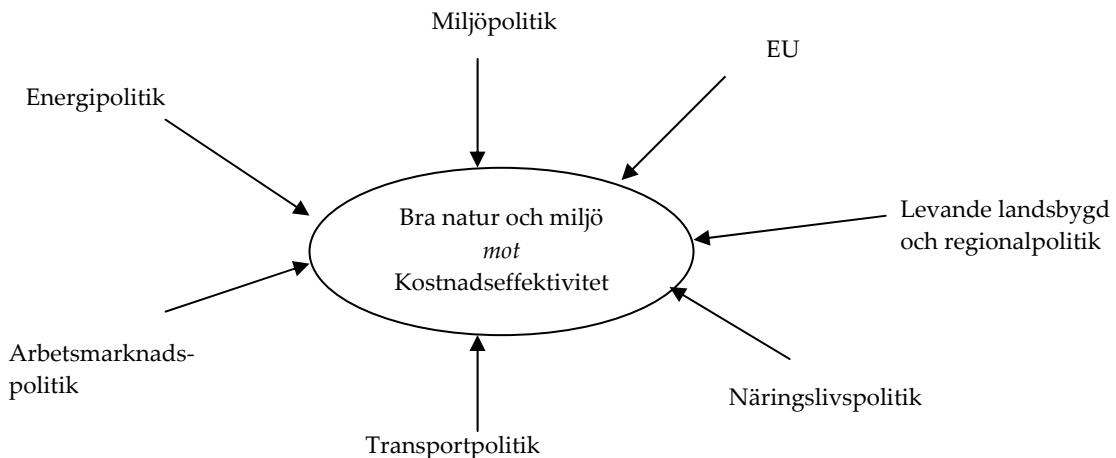 Miljöpolitik
EU
Energipolitik
Bra natur och miljö
mot
Kostnadseffektivitet
Levande landsbygd
och regionalpolitik
Arbetsmarknads-
politik
Näringslivspolitik
Transportpolitik